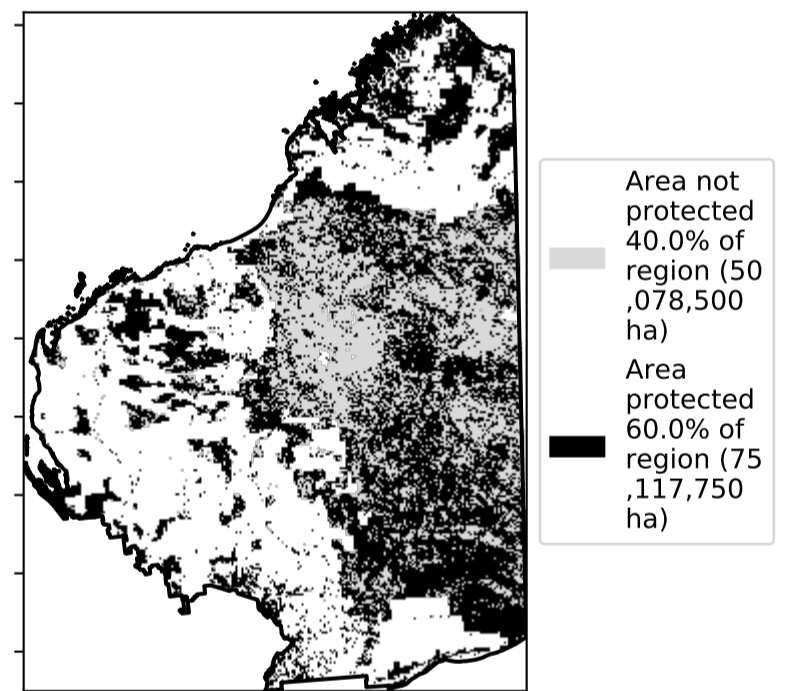 Area not
protected
40.0% of
region (50
,078,500
ha)
Area
protected
60.0% of
region (75
,117,750
ha)